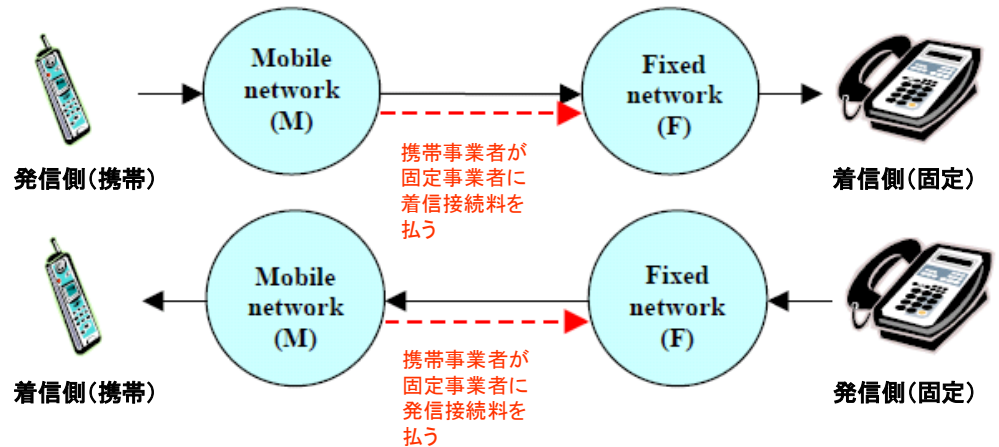 Mobile
network
(M)
Fixed
network
(F)
発信側(携帯)
携帯事業者が
固定事業者に
着信接続料を
払う
着信側(固定)
Mobile
network
(M)
Fixed
network
(F)
着信側(携帯)
携帯事業者が
固定事業者に
発信接続料を
払う
発信側(固定)